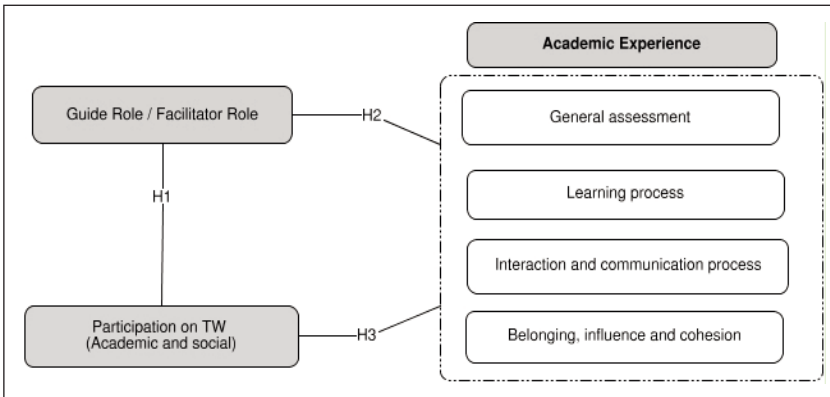 Academic Experience
Guide Role / Facilitator Role
H2
General assessment
Learning process
H1
Interaction and communication process
Participation on TW
(Academic and social)
H3
Belonging, influence and cohesion